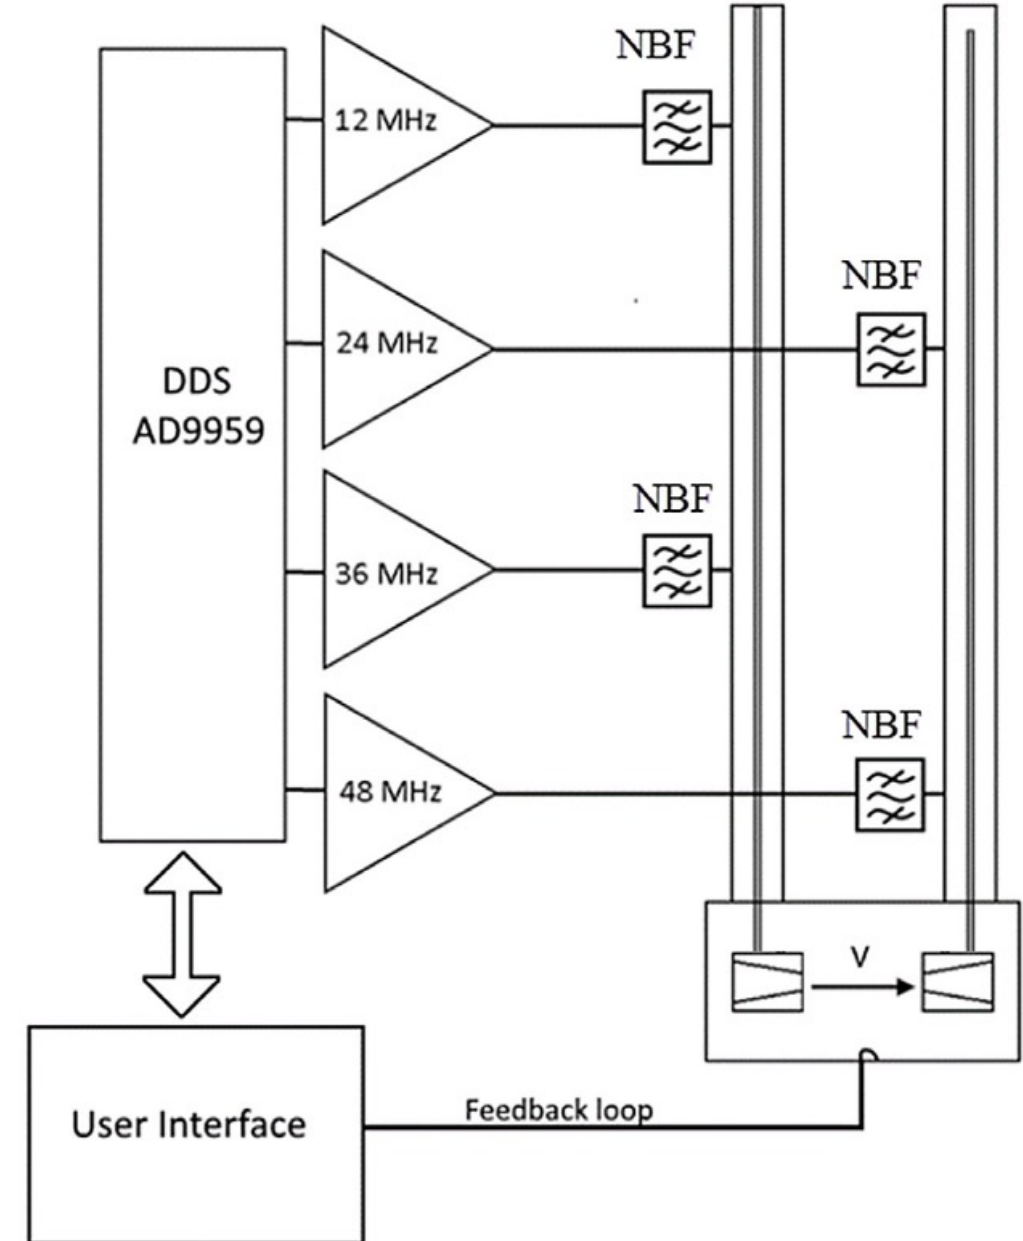 NBF
12 MHz
NBF
24 MHz
DDS
AD9959
NBF
36 MHz
NBF
48 MHz
V
Feedback loop
User Interface